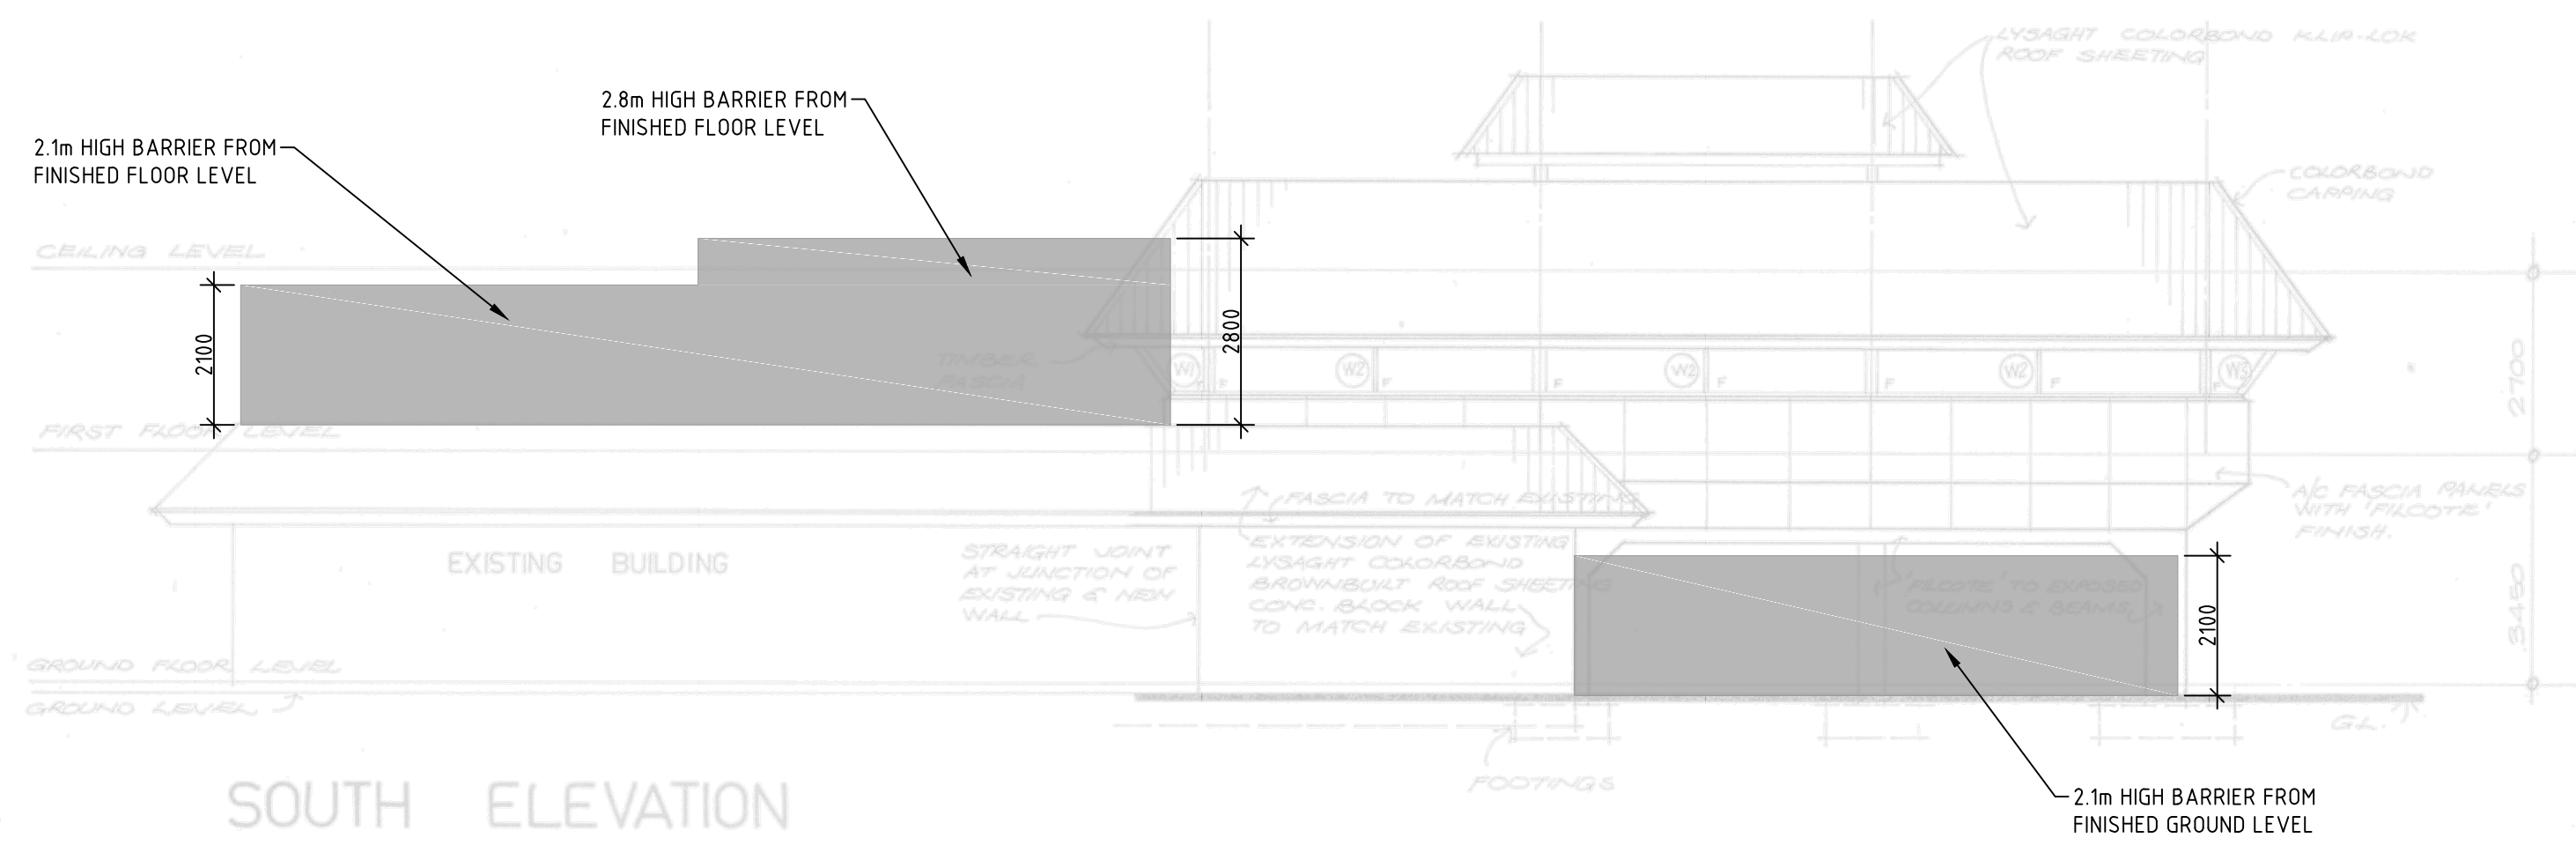 LYSAGHT COLORBOND KLIP-LOK
ROOF SHEETING
2.8m HIGH BARRIER FROM
FINISHED FLOOR LEVEL
2.1m HIGH BARRIER FROM
FINISHED FLOOR LEVEL
COLORBOND
CAPPING
CEILING LEVEL
2100
2800
TIMBER
FASCIA
W1
F
W2
F
F
W2
F
F
W2
F
F
W3
2700
FIRST FLOOR LEVEL
FASCIA TO MATCH EXISTING
A/C FASCIA PANELS
WITH 'FILCOTE'
FINISH.
EXISTING BUILDING
STRAIGHT JOINT
AT JUNCTION OF
EXISTING & NEW
WALL
EXTENSION OF EXISTING
LYSAGHT COLORBOND
BROWNBUILT ROOF SHEETING
CONC. BLOCK WALL
TO MATCH EXISTING
'FILCOTE' TO EXPOSED
COLUMNS & BEAMS
2100
3450
GROUND FLOOR LEVEL
GROUND LEVEL
G.L.
FOOTINGS
SOUTH ELEVATION
2.1m HIGH BARRIER FROM
FINISHED GROUND LEVEL